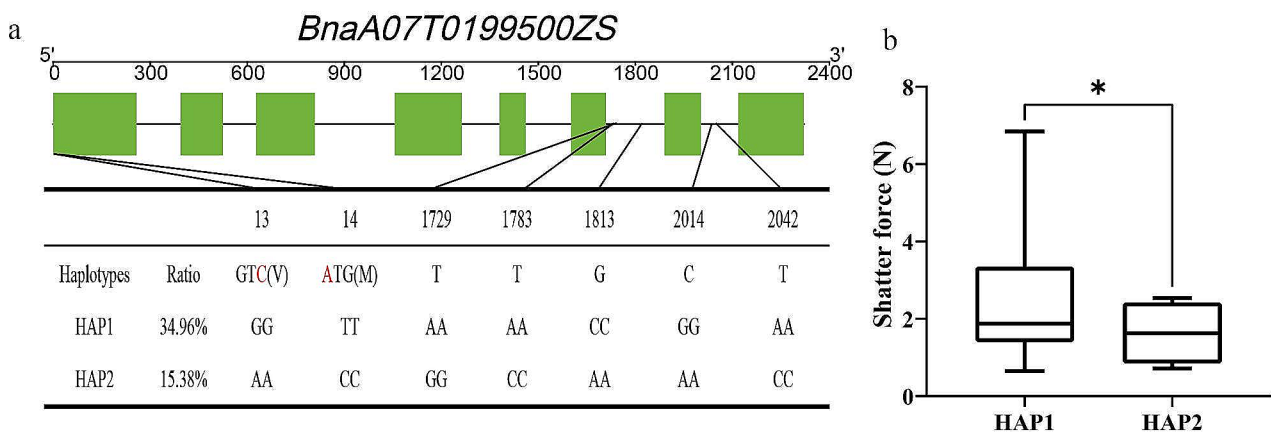 a
BnaA07T0199500ZS
5' 3'
0 300 600 900 1200 1500 1800 2100 2400
13 14 1729 1783 1813 2014 2042
Haplotypes Ratio GTC(V) ATG(M) T T G C T
HAP1 34.96% GG TT AA AA CC GG AA
HAP2 15.38% AA CC GG CC AA AA CC
b
*
Shatter force (N)
8
6
4
2
0
HAP1 HAP2